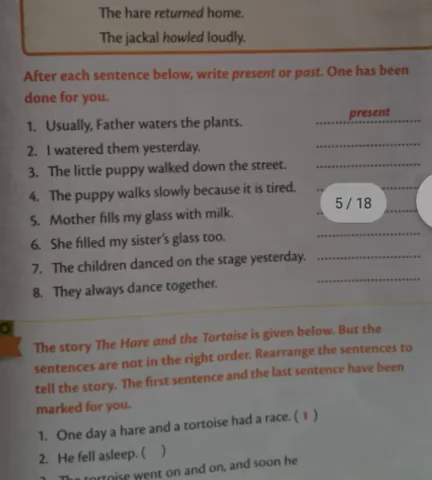 The hare returned home.
The jackal howled loudly.
After each sentence below, write present or past. One has been
done for you.
1. Usually, Father waters the plants. present
2. I watered them yesterday.
3. The little puppy walked down the street.
4. The puppy walks slowly because it is tired.
5 / 18
5. Mother fills my glass with milk.
6. She filled my sister's glass too.
7. The children danced on the stage yesterday.
8. They always dance together.
The story The Hare and the Tortoise is given below. But the
sentences are not in the right order. Rearrange the sentences to
tell the story. The first sentence and the last sentence have been
marked for you.
1. One day a hare and a tortoise had a race. ( 1 )
2. He fell asleep. ( )
The tortoise went on and on, and soon he